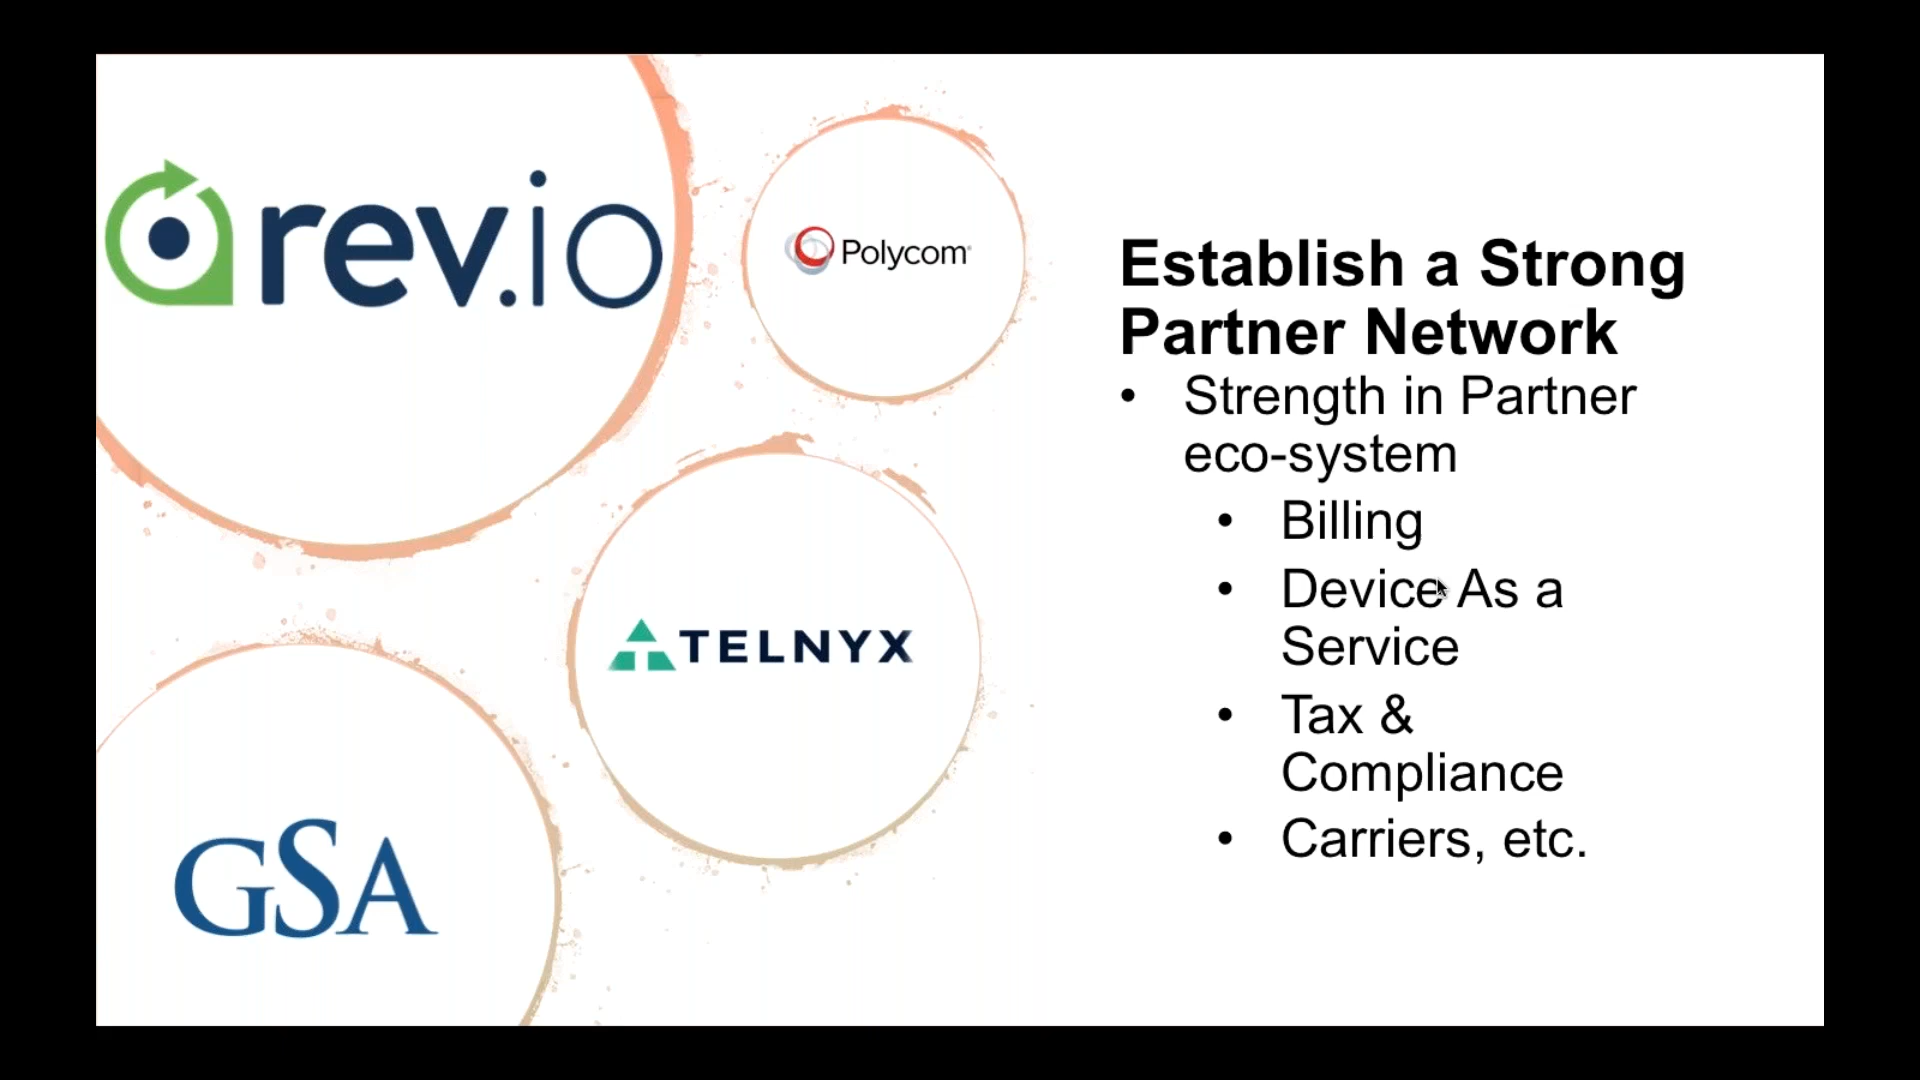 rev.io
Polycom
TELNYX
GSA
Establish a Strong
Partner Network
• Strength in Partner
eco-system
• Billing
• Device As a
Service
• Tax &
Compliance
• Carriers, etc.